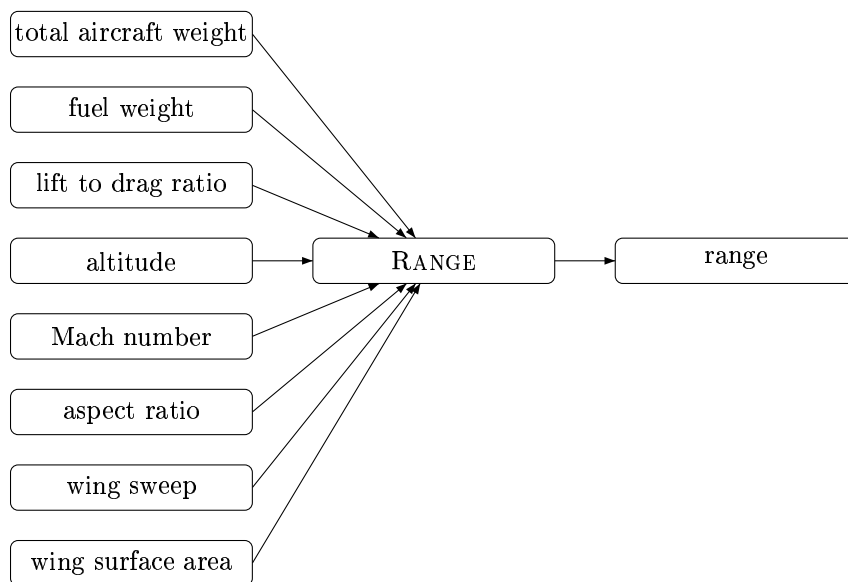 total aircraft weight
fuel weight
lift to drag ratio
altitude
Mach number
aspect ratio
wing sweep
wing surface area
RANGE
range